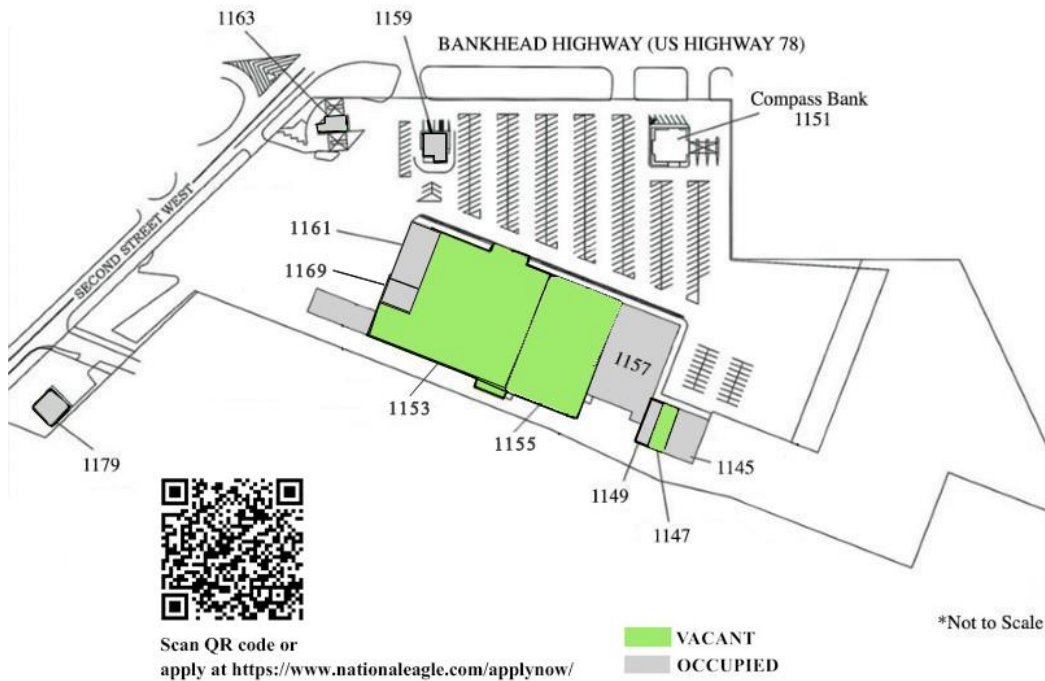 1163
1159
BANKHEAD HIGHWAY (US HIGHWAY 78)
Compass Bank
1151
SECOND STREET WEST
1161
1169
1157
1153
1155
1145
1179
1149
1147
*Not to Scale
Scan QR code or
apply at https://www.nationaleagle.com/applynow/
VACANT
OCCUPIED